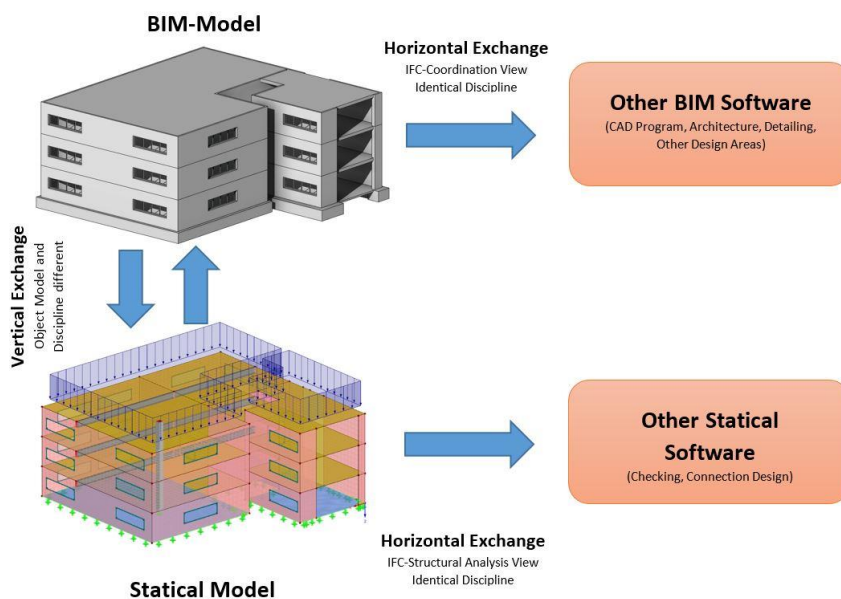 BIM-Model
Horizontal Exchange
IFC-Coordination View
Identical Discipline
Other BIM Software
(CAD Program, Architecture, Detailing,
Other Design Areas)
Vertical Exchange
Object Model and
Discipline different
Other Statical
Software
(Checking, Connection Design)
Horizontal Exchange
IFC-Structural Analysis View
Identical Discipline
Statical Model